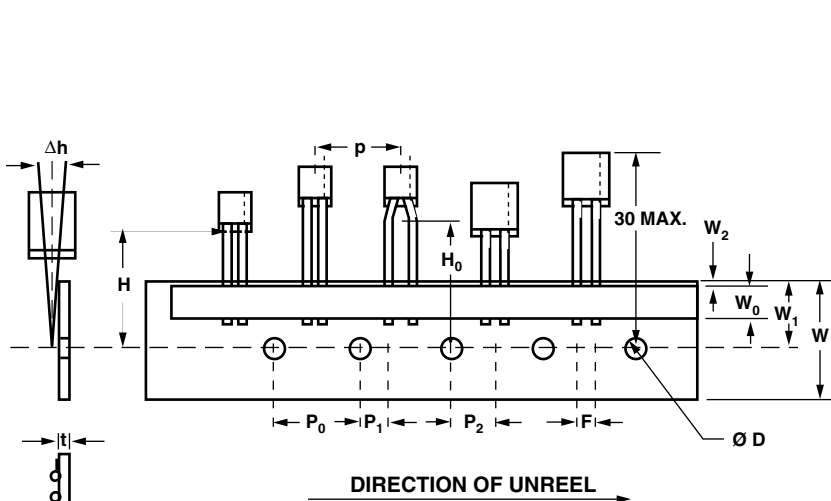 Δh
p
30 MAX.
W2
H0
H
W0
W1
W
P0
P1
P2
F
t
Ø D
DIRECTION OF UNREEL